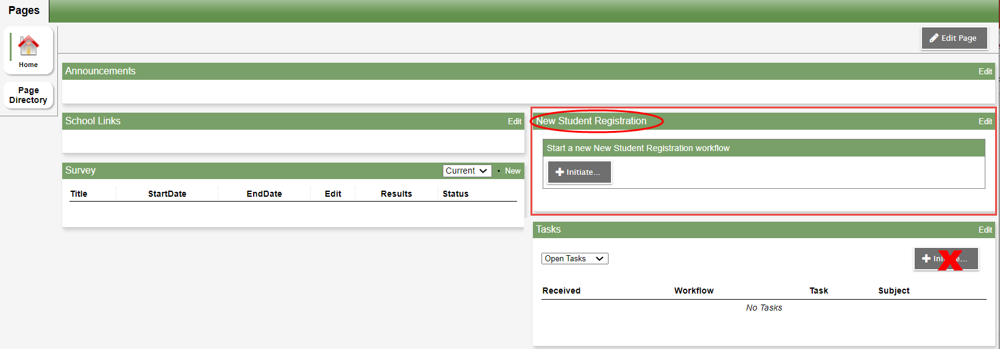 Pages
Home
Page
Directory
Edit Page
Announcements
Edit
School Links
Edit
Survey
Current
• New
Title StartDate EndDate Edit Results Status
New Student Registration
Edit
Start a new New Student Registration workflow
Initiate...
Tasks
Edit
Open Tasks
X
Received Workflow Task Subject
No Tasks